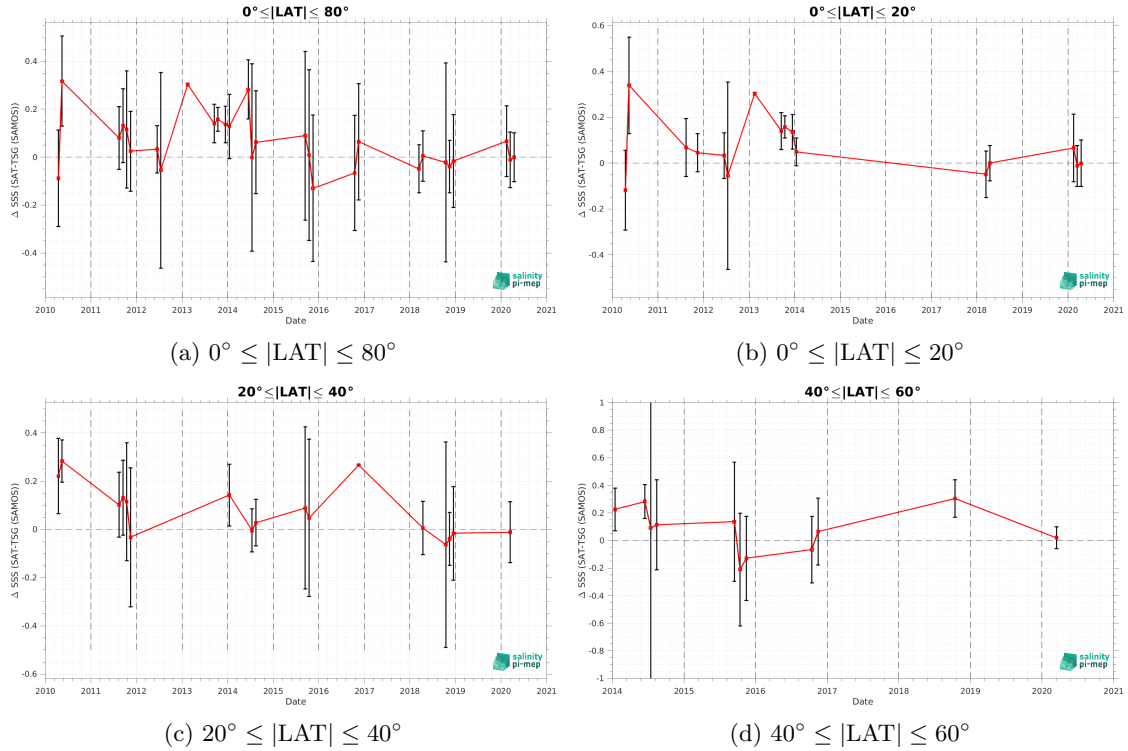 0°≤|LAT|≤ 80°
Δ SSS (SAT-TSG (SAMOS))
0.4
0.2
0
-0.2
-0.4
2010 2011 2012 2013 2014 2015 2016 2017 2018 2019 2020 2021
Date
salinity
pi-mep
(a) 0° ≤ |LAT| ≤ 80°
0°≤|LAT|≤ 20°
Δ SSS (SAT-TSG (SAMOS))
0.6
0.4
0.2
0
-0.2
-0.4
2010 2011 2012 2013 2014 2015 2016 2017 2018 2019 2020 2021
Date
salinity
pi-mep
(b) 0° ≤ |LAT| ≤ 20°
20°≤|LAT|≤ 40°
Δ SSS (SAT-TSG (SAMOS))
0.4
0.2
0
-0.2
-0.4
-0.6
2010 2011 2012 2013 2014 2015 2016 2017 2018 2019 2020 2021
Date
salinity
pi-mep
(c) 20° ≤ |LAT| ≤ 40°
40°≤|LAT|≤ 60°
Δ SSS (SAT-TSG (SAMOS))
1
0.8
0.6
0.4
0.2
0
-0.2
-0.4
-0.6
-0.8
-1
2014 2015 2016 2017 2018 2019 2020 2021
Date
salinity
pi-mep
(d) 40° ≤ |LAT| ≤ 60°